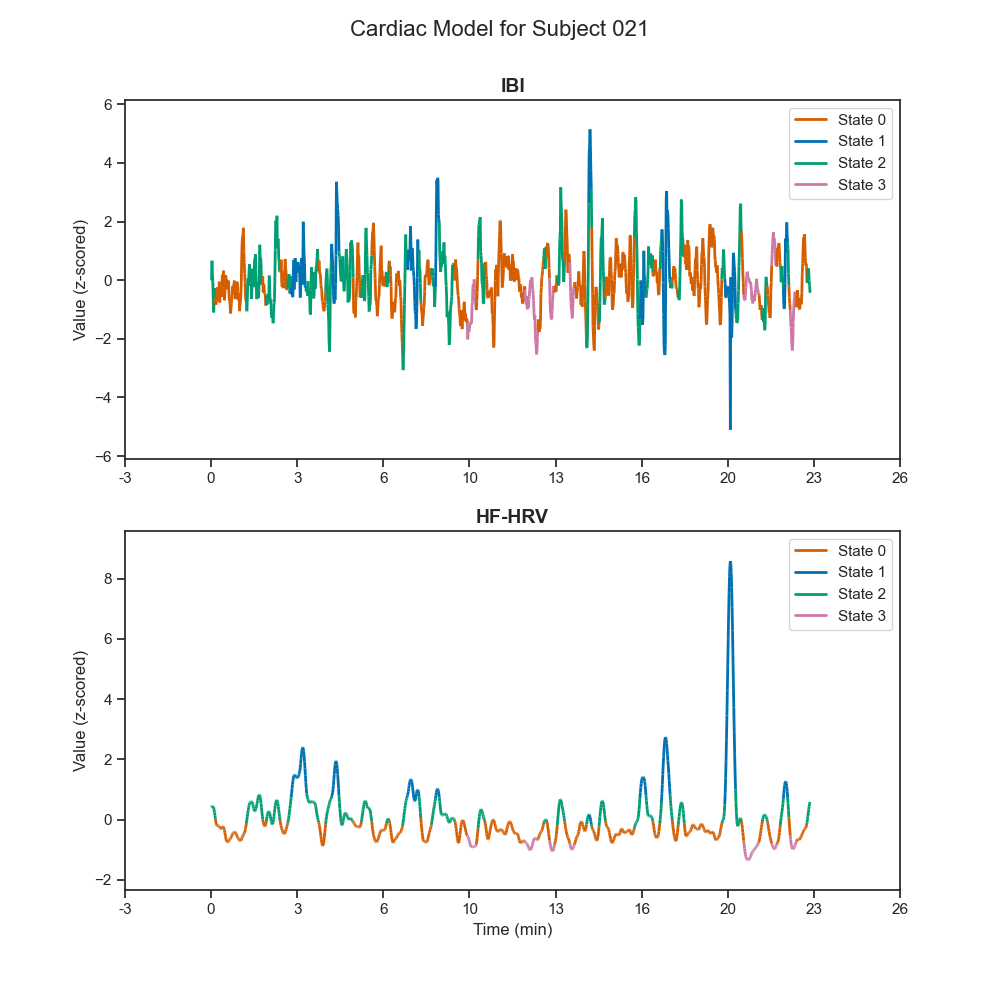 Cardiac Model for Subject 021
IBI
Value (z-scored)
6
4
2
0
−2
−4
−6
State 0
State 1
State 2
State 3
-3 0 3 6 10 13 16 20 23 26
HF-HRV
Value (z-scored)
8
6
4
2
0
−2
State 0
State 1
State 2
State 3
-3 0 3 6 10 13 16 20 23 26
Time (min)